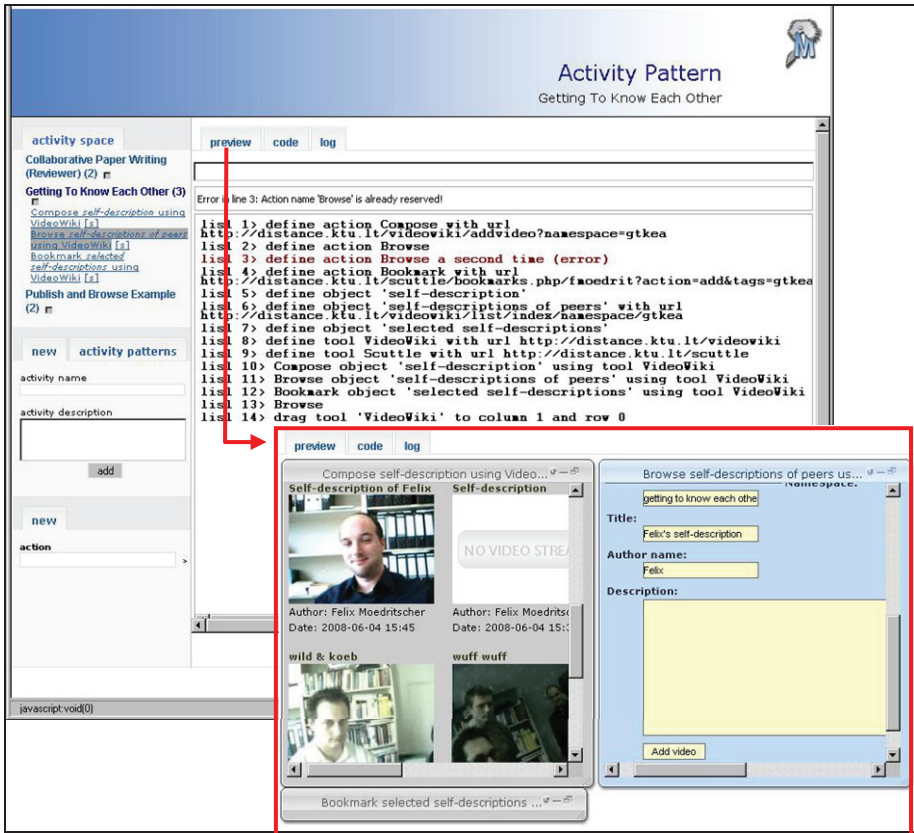 M
Activity Pattern
Getting To Know Each Other
activity space
Collaborative Paper Writing
(Reviewer) (2)
Getting To Know Each Other (3)
Compose self-description using
VideoWiki [s]
Browse self-descriptions of peers
using VideoWiki [s]
Bookmark selected
self-descriptions using
VideoWiki [s]
Publish and Browse Example
(2)
new activity patterns
activity name
activity description
add
new
action
>
preview code log
Error in line 3: Action name 'Browse' is already reserved!
lisl 1> define action Compose with url
http://distance.ktu.lt/videowiki/addvideo?namespace=gtkea
lisl 2> define action Browse
lisl 3> define action Browse a second time (error)
lisl 4> define action Bookmark with url
http://distance.ktu.lt/scuttle/bookmarks.php/fmoedrit?action=add&tags=gtkea
lisl 5> define object 'self-description'
lisl 6> define object 'self-descriptions of peers' with url
http://distance.ktu.lt/videowiki/list/index/namespace/gtkea
lisl 7> define object 'selected self-descriptions'
lisl 8> define tool VideoWiki with url http://distance.ktu.lt/videowiki
lisl 9> define tool Scuttle with url http://distance.ktu.lt/scuttle
lisl 10> Compose object 'self-description' using tool VideoWiki
lisl 11> Browse object 'self-descriptions of peers' using tool VideoWiki
lisl 12> Bookmark object 'selected self-descriptions' using tool VideoWiki
lisl 13> Browse
lisl 14> drag tool 'VideoWiki' to column 1 and row 0
javascript:void(0)
preview code log
Compose self-description using Video...
Self-description of Felix Self-description
NO VIDEO STREA
Author: Felix Moedritscher Author: Felix Moedritsc
Date: 2008-06-04 15:45 Date: 2008-06-04 15:
wild & koeb wuff wuff
Bookmark selected self-descriptions ...
Browse self-descriptions of peers us...
Namespace:
getting to know each othe
Title:
Felix's self-description
Author name:
Felix
Description:
Add video